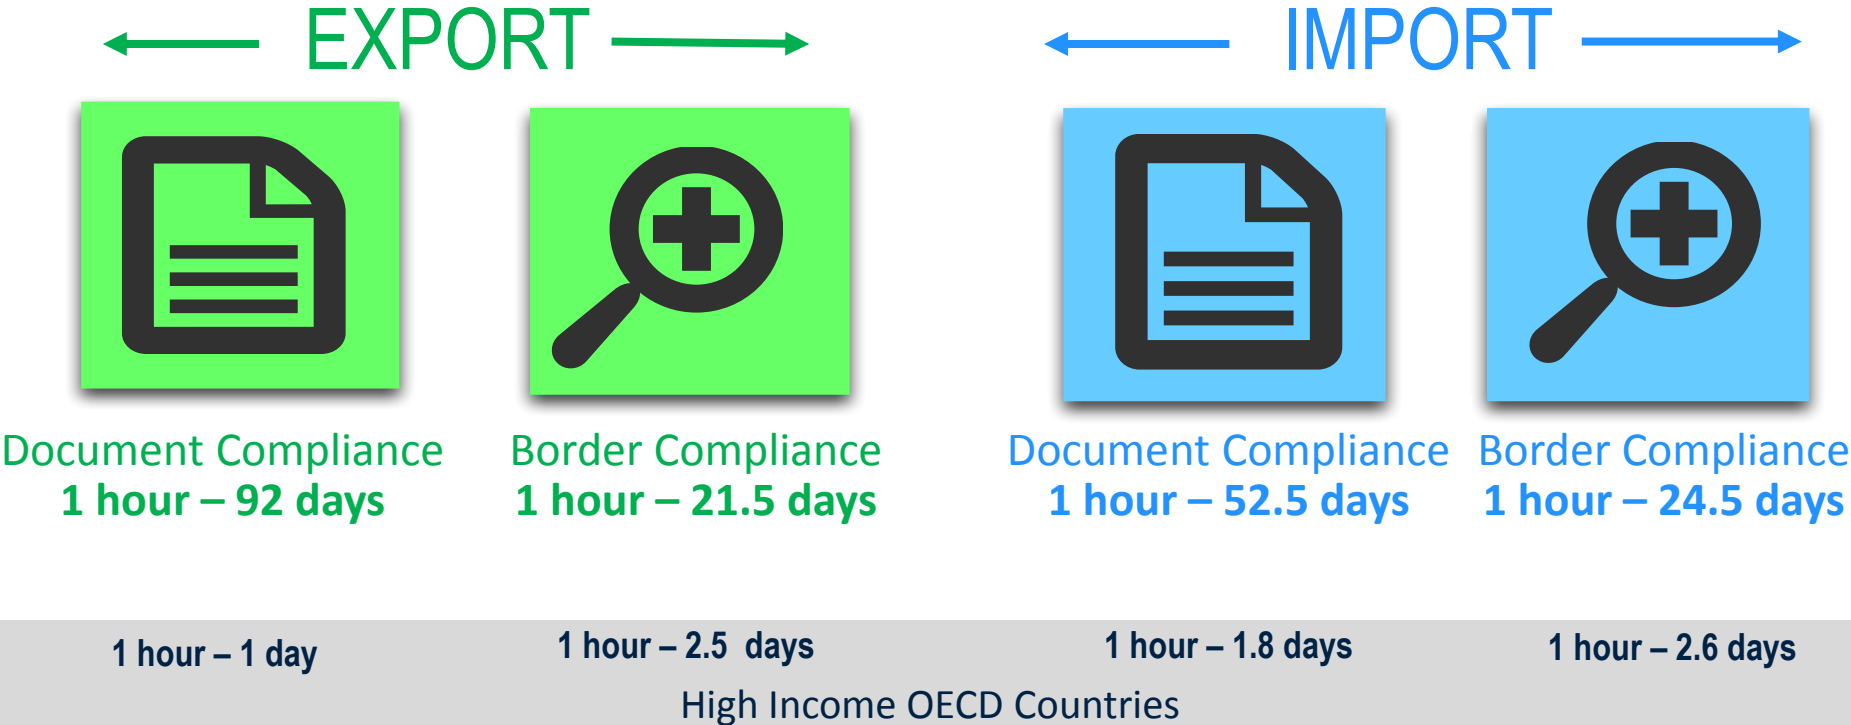 EXPORT
IMPORT
Document Compliance
1 hour – 92 days
Border Compliance
1 hour – 21.5 days
Document Compliance
1 hour – 52.5 days
Border Compliance
1 hour – 24.5 days
1 hour – 1 day
1 hour – 2.5 days
1 hour – 1.8 days
1 hour – 2.6 days
High Income OECD Countries